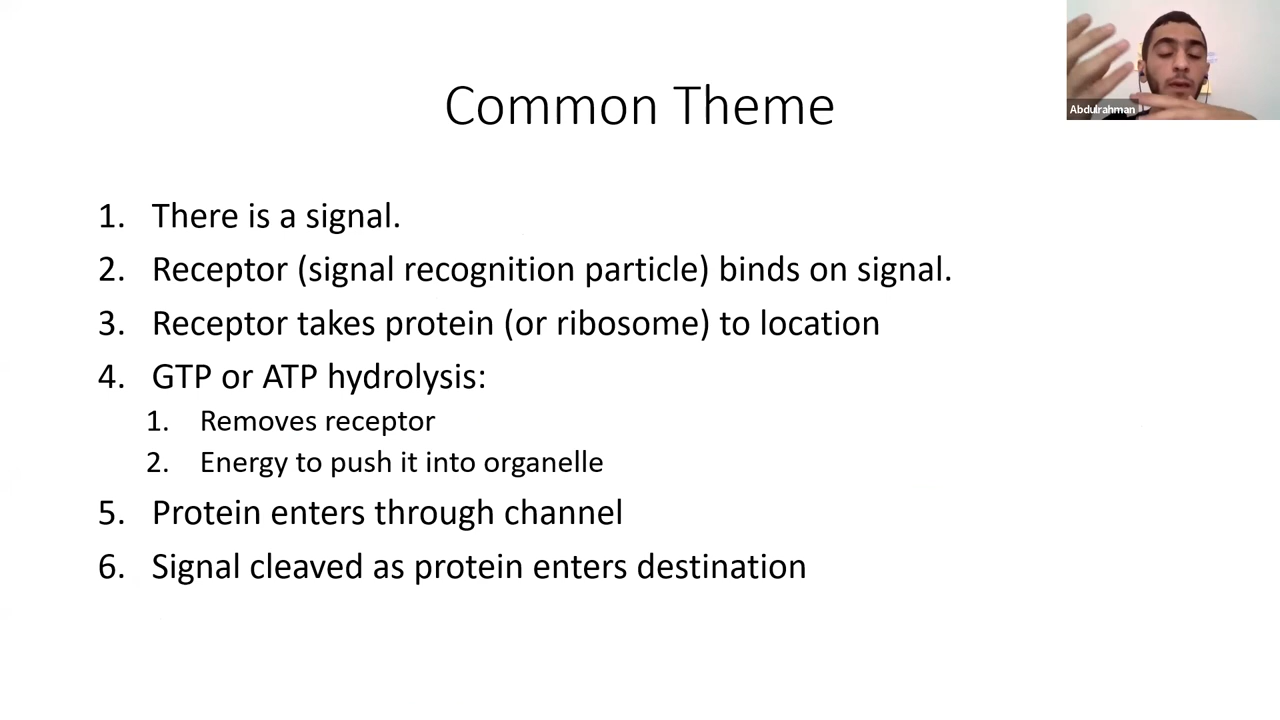 Abdulrahman
Common Theme
1. There is a signal.
2. Receptor (signal recognition particle) binds on signal.
3. Receptor takes protein (or ribosome) to location
4. GTP or ATP hydrolysis:
1. Removes receptor
2. Energy to push it into organelle
5. Protein enters through channel
6. Signal cleaved as protein enters destination